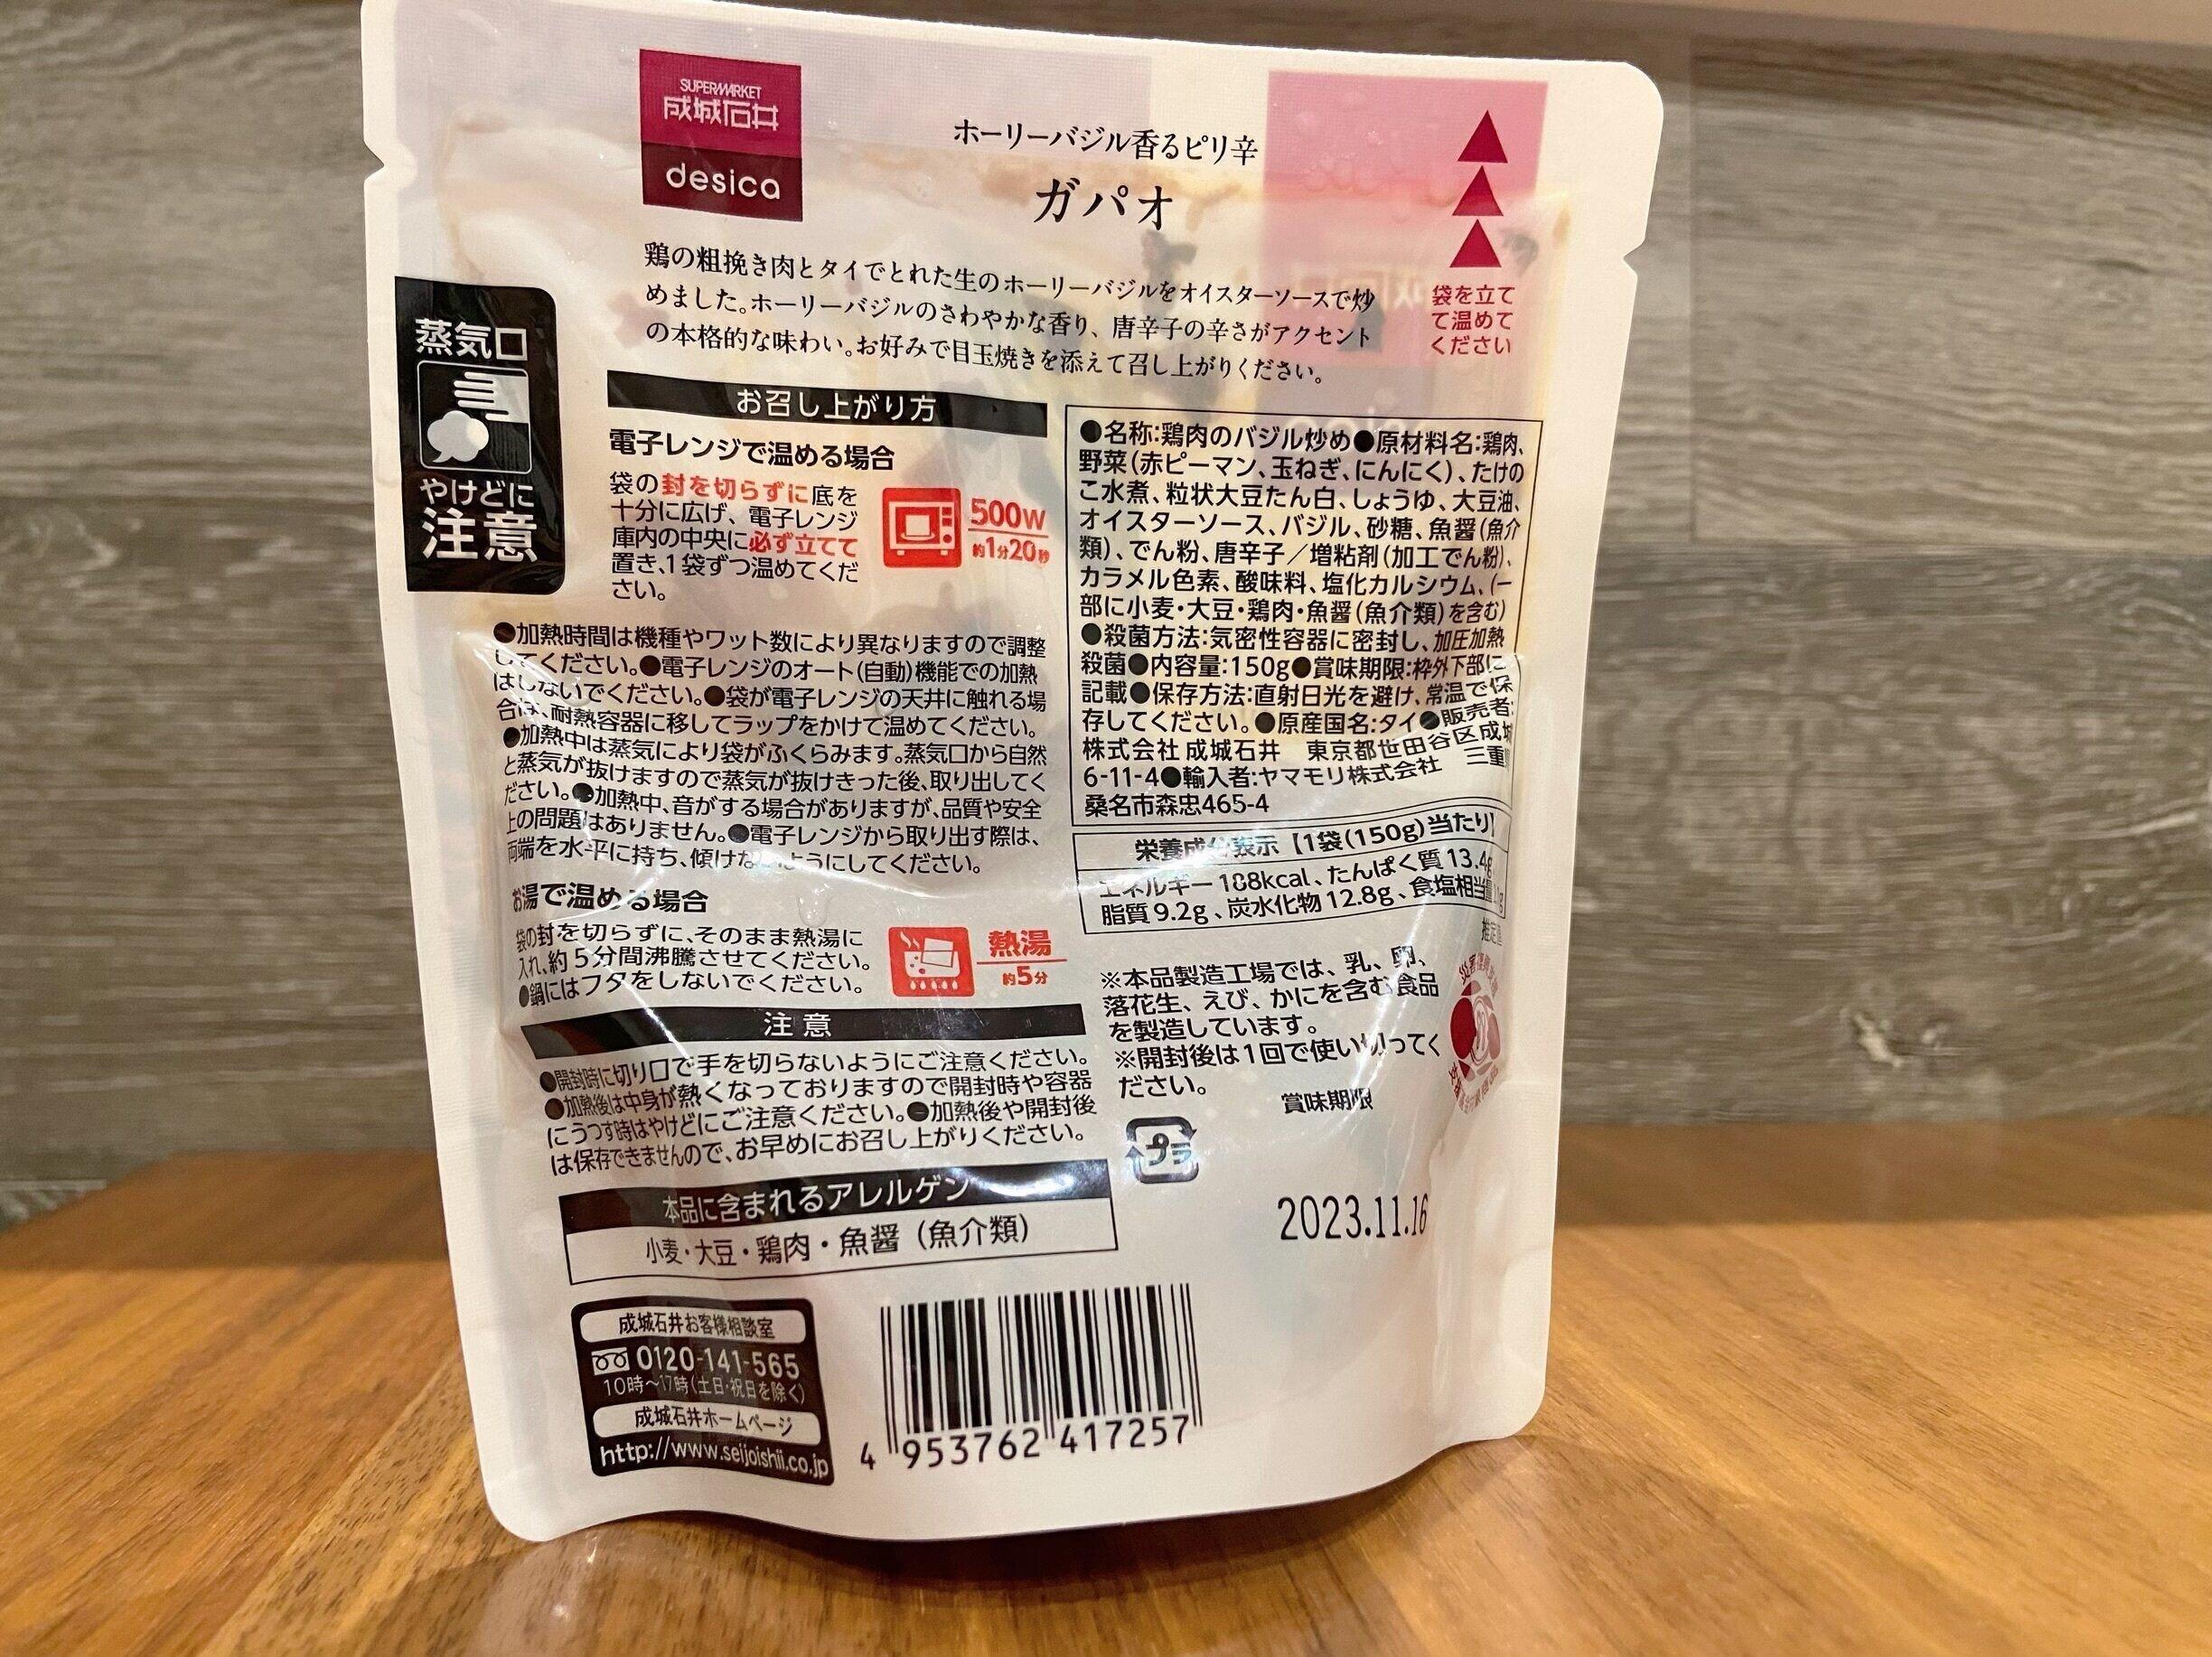 SUPERMARKET
成城石井
desica
ホーリーバジル香るピリ辛
ガパオ
鶏の粗挽き肉とタイでとれた生のホーリーバジルをオイスターソースで炒
めました。ホーリーバジルのさわやかな香り、唐辛子の辛さがアクセント
の本格的な味わい。お好みで目玉焼きを添えて召し上がりください。
袋を立て
て温めて
ください
蒸気口
やけどに
注意
お召し上がり方
電子レンジで温める場合
袋の封を切らずに底を
十分に広げ、電子レンジ
庫内の中央に必ず立てて
置き、1袋ずつ温めてくだ
さい。
500W
約1分20秒
●加熱時間は機種やワット数により異なりますので調整
してください。●電子レンジのオート(自動)機能での加熱
はしないでください。●袋が電子レンジの天井に触れる場
合は、耐熱容器に移してラップをかけて温めてください。
●加熱中は蒸気により袋がふくらみます。蒸気口から自然
と蒸気が抜けますので蒸気が抜けきった後、取り出してく
ださい。●加熱中、音がする場合がありますが、品質や安全
上の問題はありません。●電子レンジから取り出す際は、
両端を水平に持ち、傾けないようにしてください。
お湯で温める場合
袋の封を切らずに、そのまま熱湯に
入れ、約5分間沸騰させてください。
●鍋にはフタをしないでください。
熱湯
約5分
注意
●開封時に切り口で手を切らないようにご注意ください。
●加熱後は中身が熱くなっておりますので開封時や容器
にうつす時はやけどにご注意ください。●加熱後や開封後
は保存できませんので、お早めにお召し上がりください。
本品に含まれるアレルゲン
小麦・大豆・鶏肉・魚醤(魚介類)
成城石井お客様相談室
0120-141-565
10時～17時(土日・祝日を除く)
成城石井ホームページ
http://www.seijoishii.co.jp
●名称:鶏肉のバジル炒め●原材料名:鶏肉、
野菜(赤ピーマン、玉ねぎ、にんにく)、たけの
こ水煮、粒状大豆たん白、しょうゆ、大豆油、
オイスターソース、バジル、砂糖、魚醤(魚介
類)、でん粉、唐辛子／増粘剤(加工でん粉)、
カラメル色素、酸味料、塩化カルシウム、(一
部に小麦・大豆・鶏肉・魚醤(魚介類)を含む)
●殺菌方法:気密性容器に密封し、加圧加熱
殺菌●内容量:150g●賞味期限:枠外下部に
記載●保存方法:直射日光を避け、常温で保
存してください。●原産国名:タイ●販売者:
株式会社 成城石井 東京都世田谷区成城
6-11-4●輸入者:ヤマモリ株式会社 三重
桑名市森忠465-4
栄養成分表示【1袋(150g)当たり】
エネルギー 188kcal、たんぱく質 13.4g
脂質 9.2g、炭水化物 12.8g、食塩相当量
※本品製造工場では、乳、卵、
落花生、えび、かにを含む食品
を製造しています。
※開封後は1回で使い切ってく
ださい。
賞味期限
プラ
2023.11.16
4 953762 417257